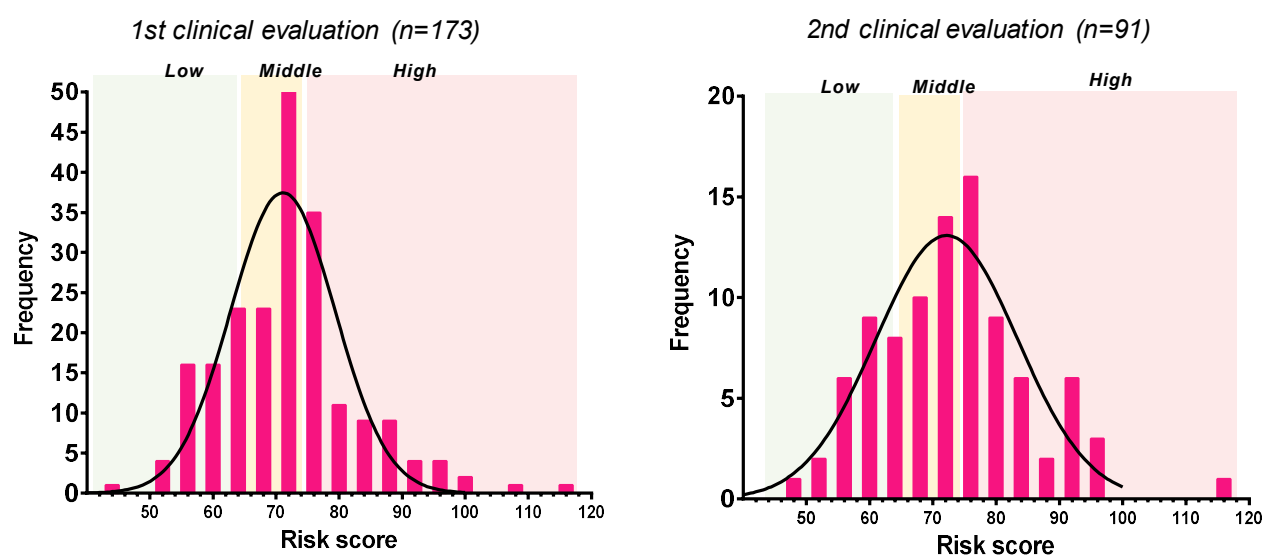 1st clinical evaluation (n=173)
Low Middle High
50
45
40
35
30
25
20
15
10
5
0
Frequency
50 60 70 80 90 100 110 120
Risk score
2nd clinical evaluation (n=91)
Low Middle High
20
15
10
5
0
Frequency
50 60 70 80 90 100 110 120
Risk score